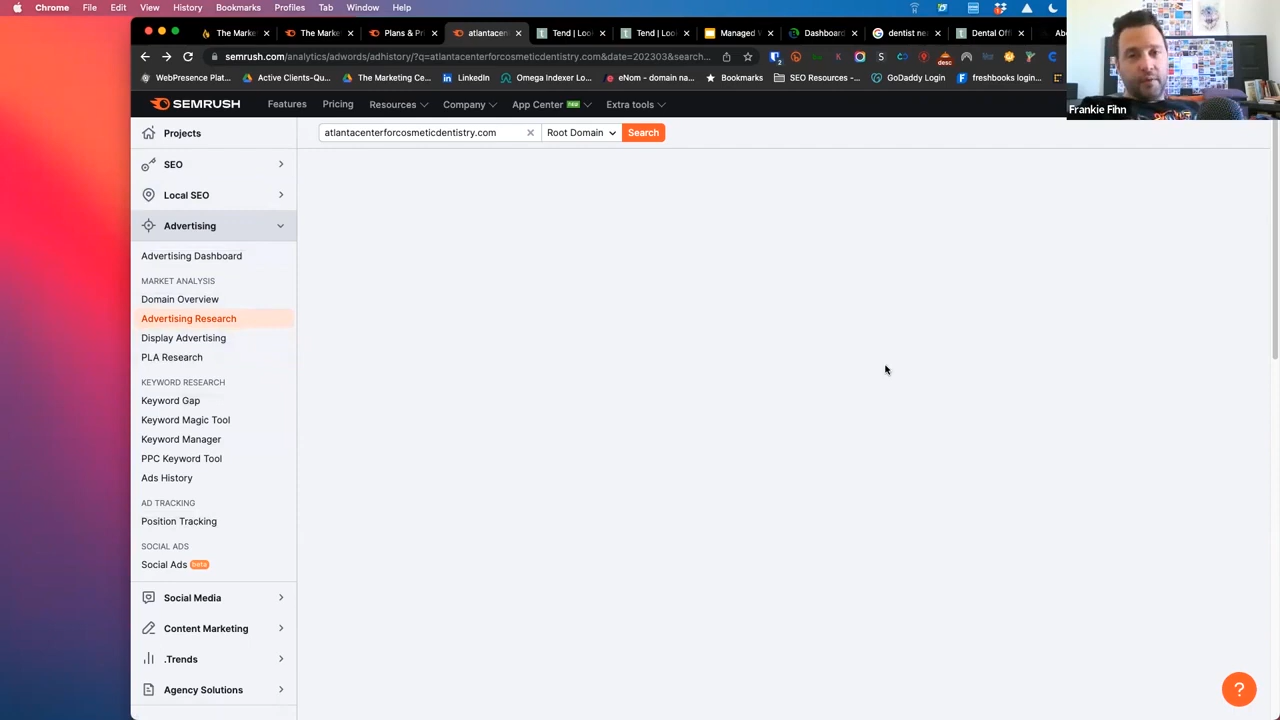 Chrome File Edit View History Bookmarks Profiles Tab Window Help
The Marke
The Marke
Plans & Pr
Tend | Loo
Tend | Loc
Managed
Dashboard
dentist ne
Dental Off
semrush.com/analytics/adwords/adhistory/?q=atlantacenterforcosmeticdentistry.com&date=202303&search...
WebPresence Plat...
Active Clients-Qu...
The Marketing Ce...
LinkedIn
Omega Indexer Lo...
eNom - domain na...
Bookmarks
SEO Resources -...
GoDaddy Login
freshbooks login...
Frankie Fihn
SEMRUSH Features Pricing Resources Company App Center new Extra tools
Projects
atlantacenterforcosmeticdentistry.com Root Domain Search
SEO
Local SEO
Advertising
Advertising Dashboard
MARKET ANALYSIS
Domain Overview
Advertising Research
Display Advertising
PLA Research
KEYWORD RESEARCH
Keyword Gap
Keyword Magic Tool
Keyword Manager
PPC Keyword Tool
Ads History
AD TRACKING
Position Tracking
SOCIAL ADS
Social Ads beta
Social Media
Content Marketing
.Trends
Agency Solutions
?